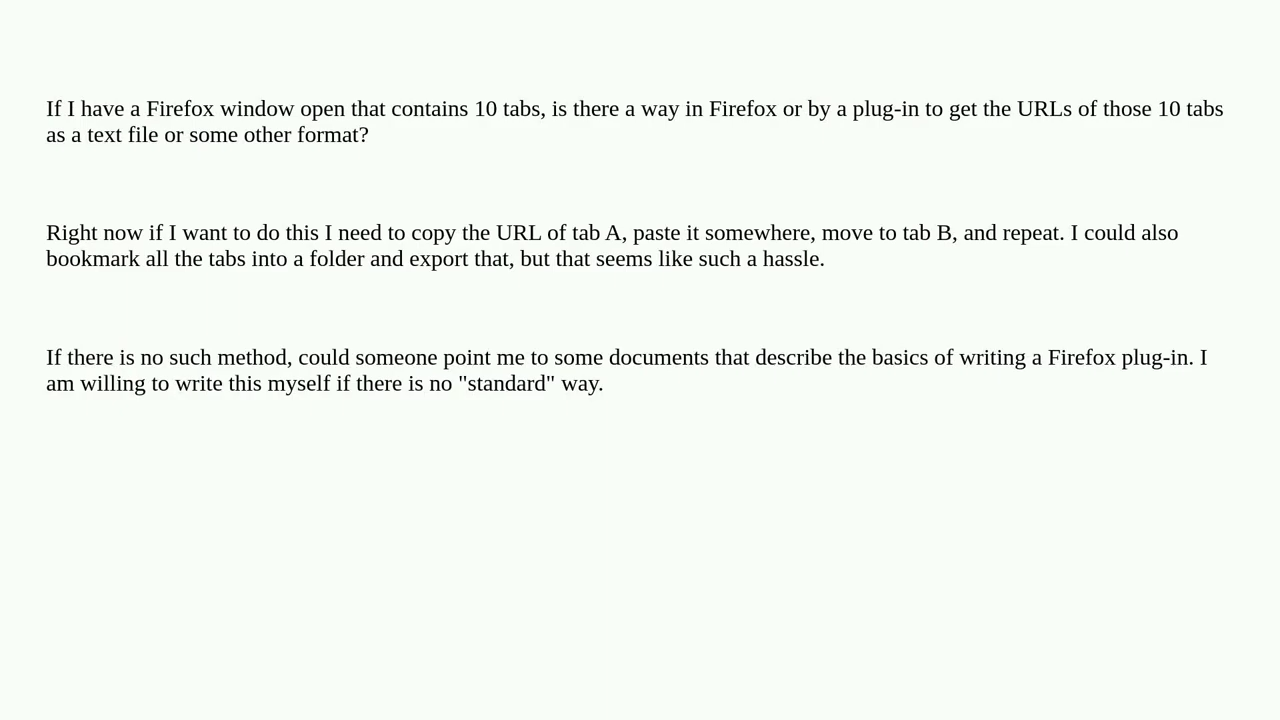 If I have a Firefox window open that contains 10 tabs, is there a way in Firefox or by a plug-in to get the URLs of those 10 tabs
as a text file or some other format?
Right now if I want to do this I need to copy the URL of tab A, paste it somewhere, move to tab B, and repeat. I could also
bookmark all the tabs into a folder and export that, but that seems like such a hassle.
If there is no such method, could someone point me to some documents that describe the basics of writing a Firefox plug-in. I
am willing to write this myself if there is no "standard" way.